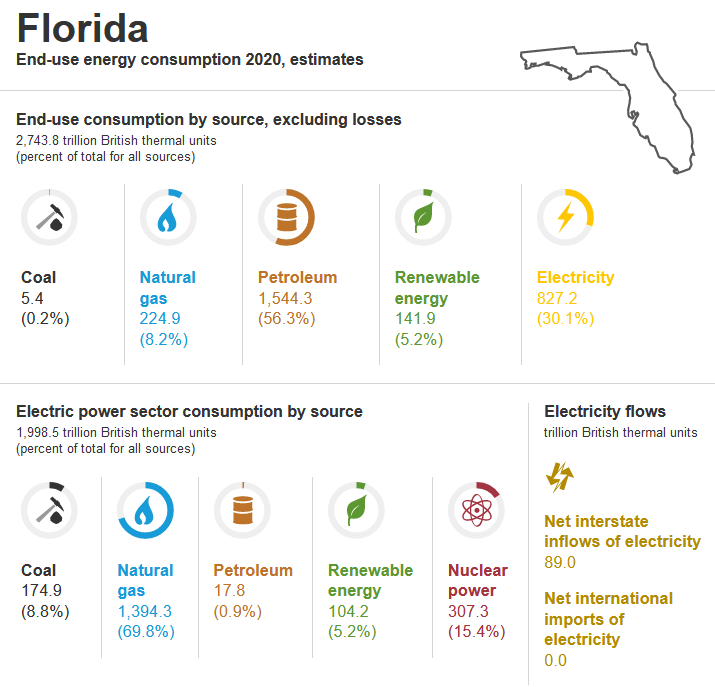 Florida
End-use energy consumption 2020, estimates
End-use consumption by source, excluding losses
2,743.8 trillion British thermal units
(percent of total for all sources)
Coal
5.4
(0.2%)
Natural
gas
224.9
(8.2%)
Petroleum
1,544.3
(56.3%)
Renewable
energy
141.9
(5.2%)
Electricity
827.2
(30.1%)
Electric power sector consumption by source
1,998.5 trillion British thermal units
(percent of total for all sources)
Coal
174.9
(8.8%)
Natural
gas
1,394.3
(69.8%)
Petroleum
17.8
(0.9%)
Renewable
energy
104.2
(5.2%)
Nuclear
power
307.3
(15.4%)
Electricity flows
trillion British thermal units
Net interstate
inflows of electricity
89.0
Net international
imports of
electricity
0.0